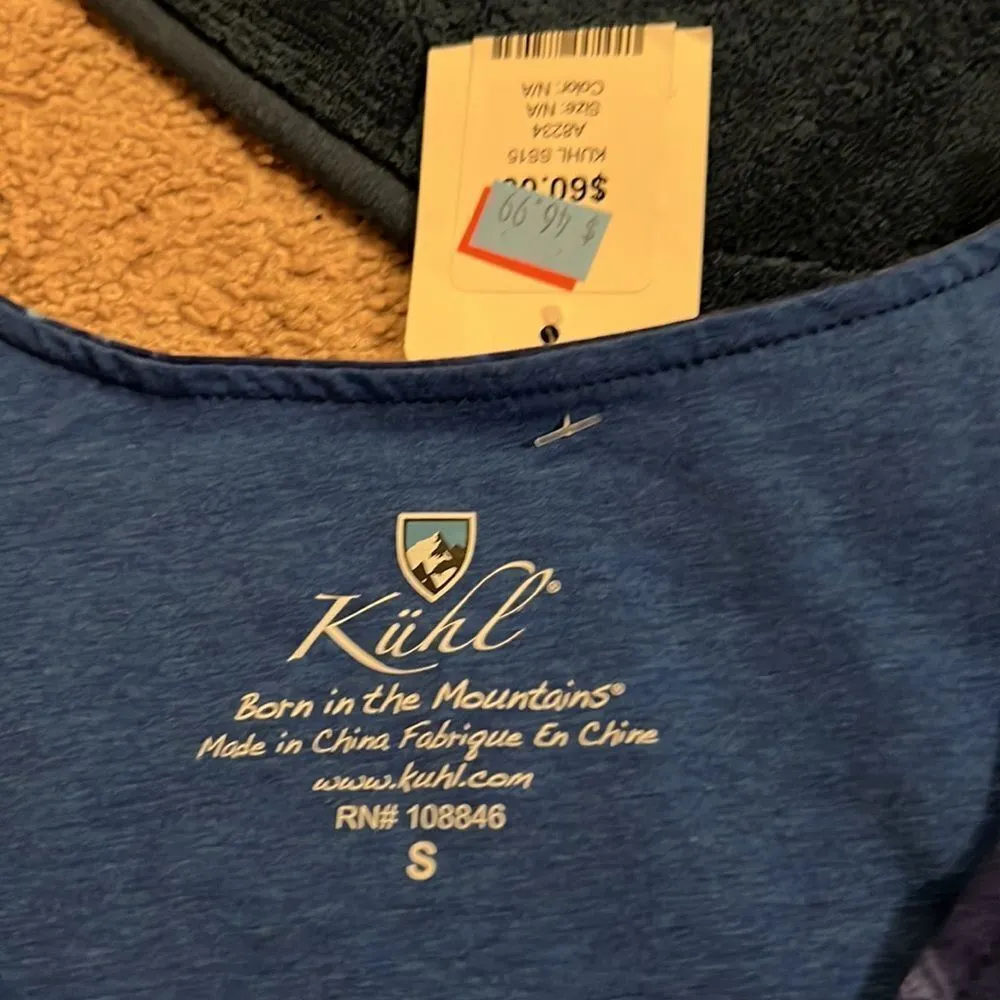 $60.00
KUHL 6615
A8234
Size: N/A
Color: N/A
$46.99
Kühl®
Born in the Mountains®
Made in China Fabrique En Chine
www.kuhl.com
RN# 108846
S